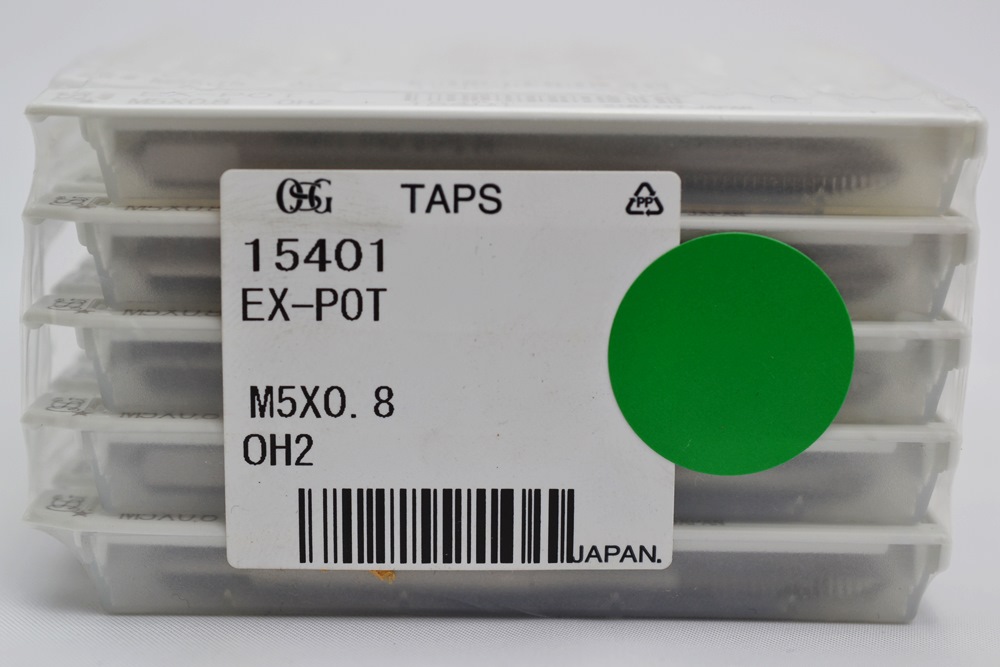 OSG TAPS PP
15401
EX-POT
M5X0.8
OH2
JAPAN.